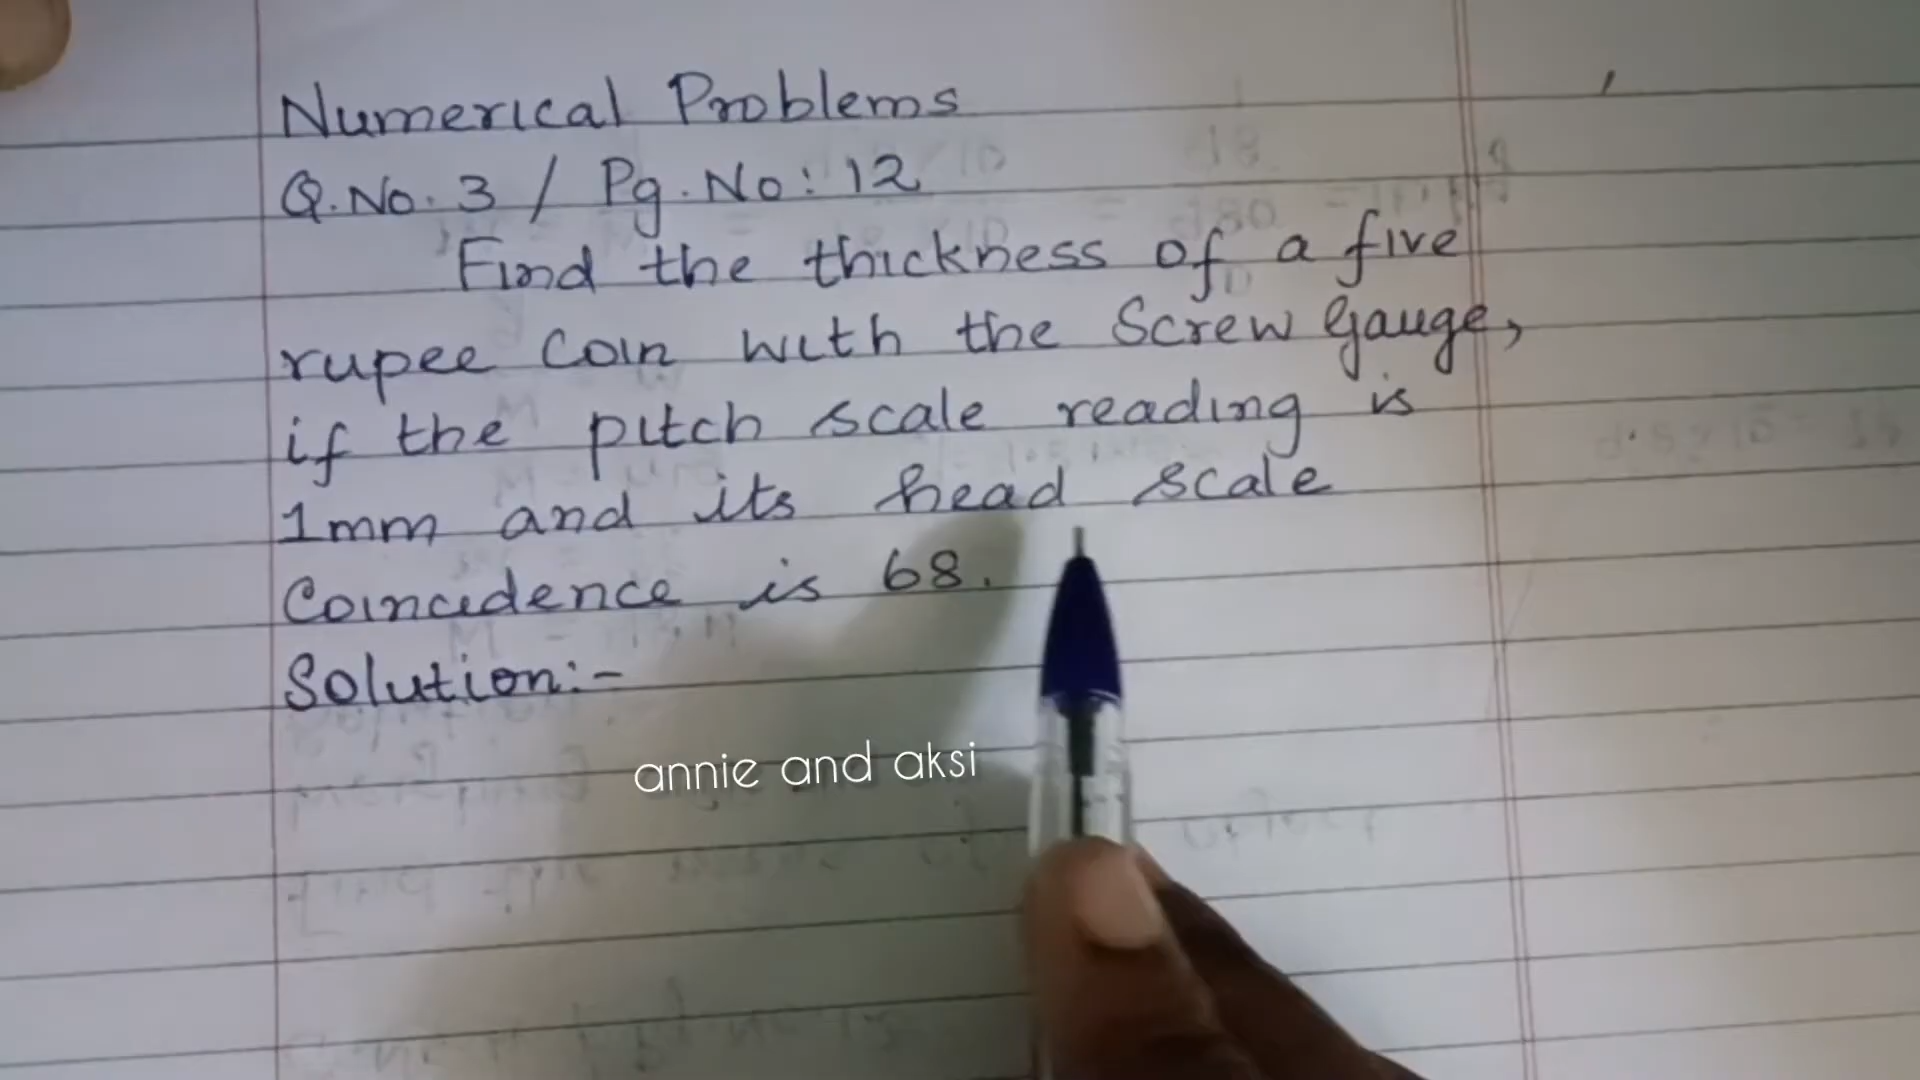 Numerical Problems
Q.No. 3 / Pg.No: 12
Find the thickness of a five
rupee coin with the Screw gauge,
if the pitch scale reading is
1mm and its head scale
Coincidence is 68.
Solution:-
annie and aksi